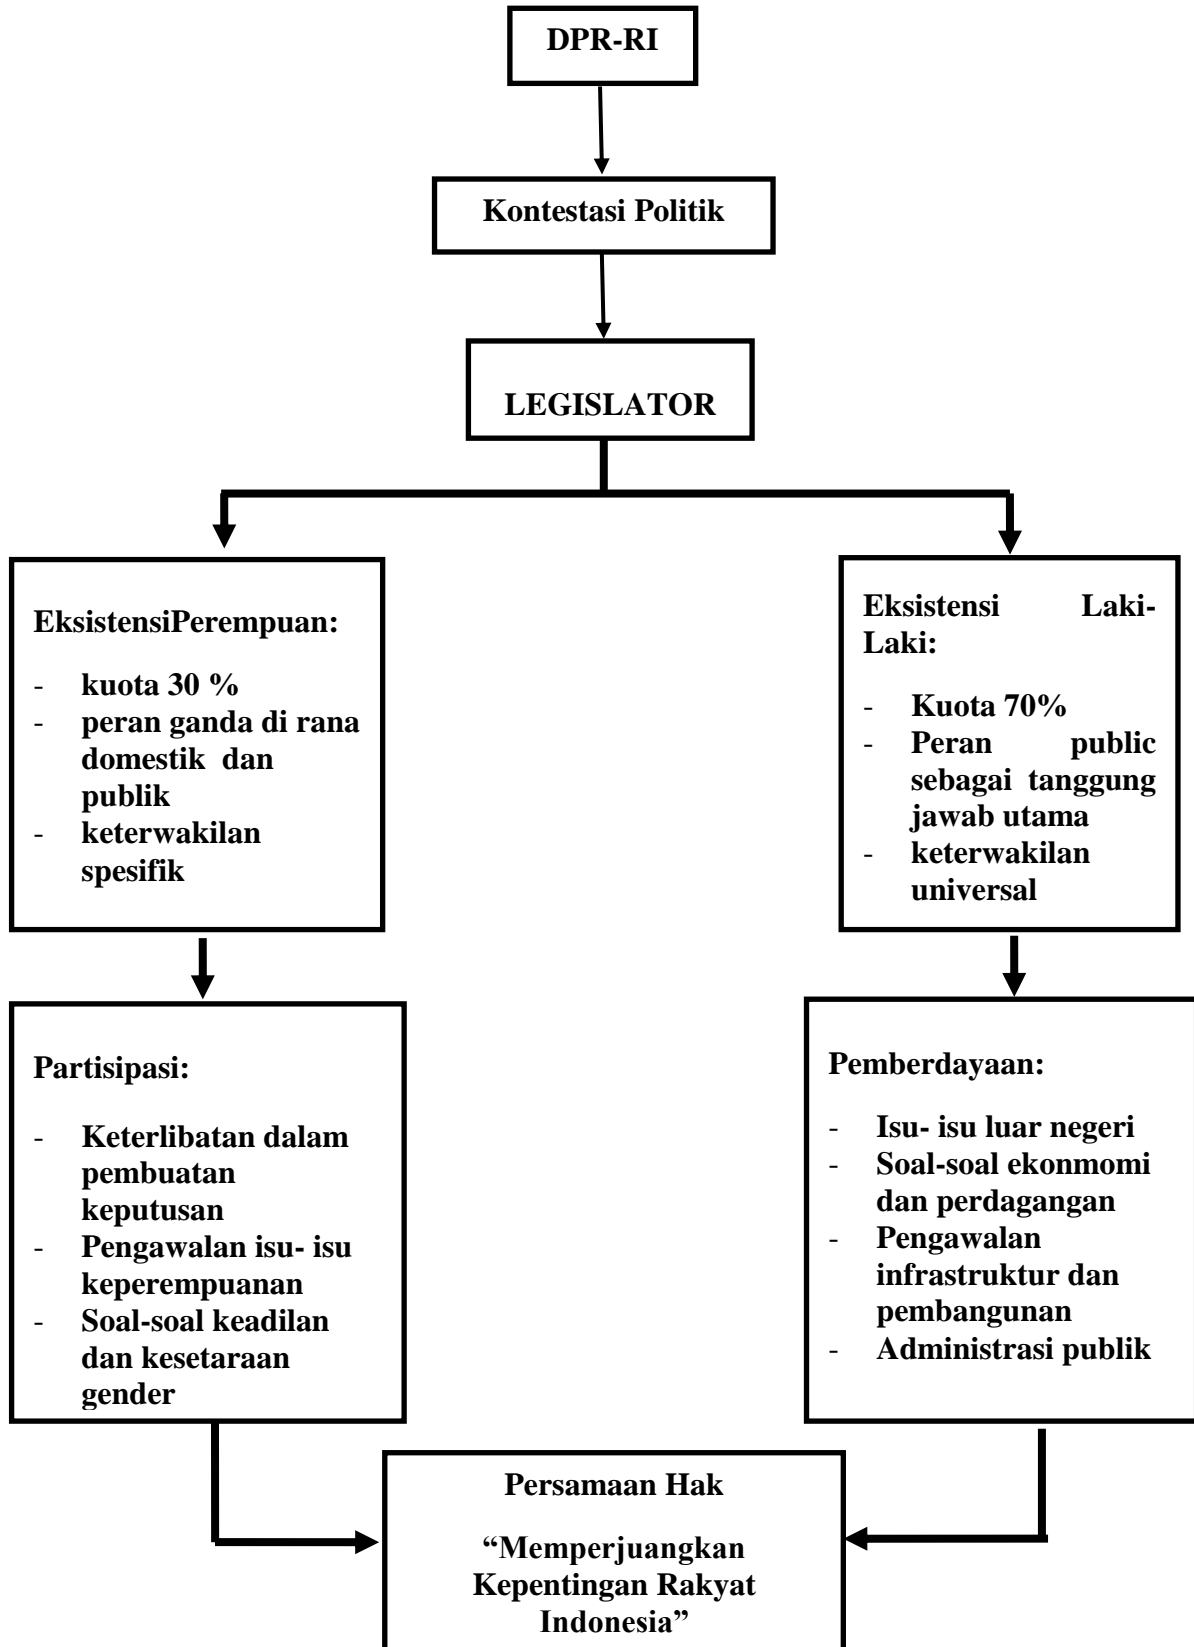 DPR-RI
Kontestasi Politik
LEGISLATOR
EksistensiPerempuan:
- kuota 30 %
- peran ganda di rana
domestik dan
publik
- keterwakilan
spesifik
Eksistensi Laki-
Laki:
- Kuota 70%
- Peran public
sebagai tanggung
jawab utama
- keterwakilan
universal
Partisipasi:
- Keterlibatan dalam
pembuatan
keputusan
- Pengawalan isu- isu
keperempuanan
- Soal-soal keadilan
dan kesetaraan
gender
Pemberdayaan:
- Isu- isu luar negeri
- Soal-soal ekonmomi
dan perdagangan
- Pengawalan
infrastruktur dan
pembangunan
- Administrasi publik
Persamaan Hak
“Memperjuangkan
Kepentingan Rakyat
Indonesia”